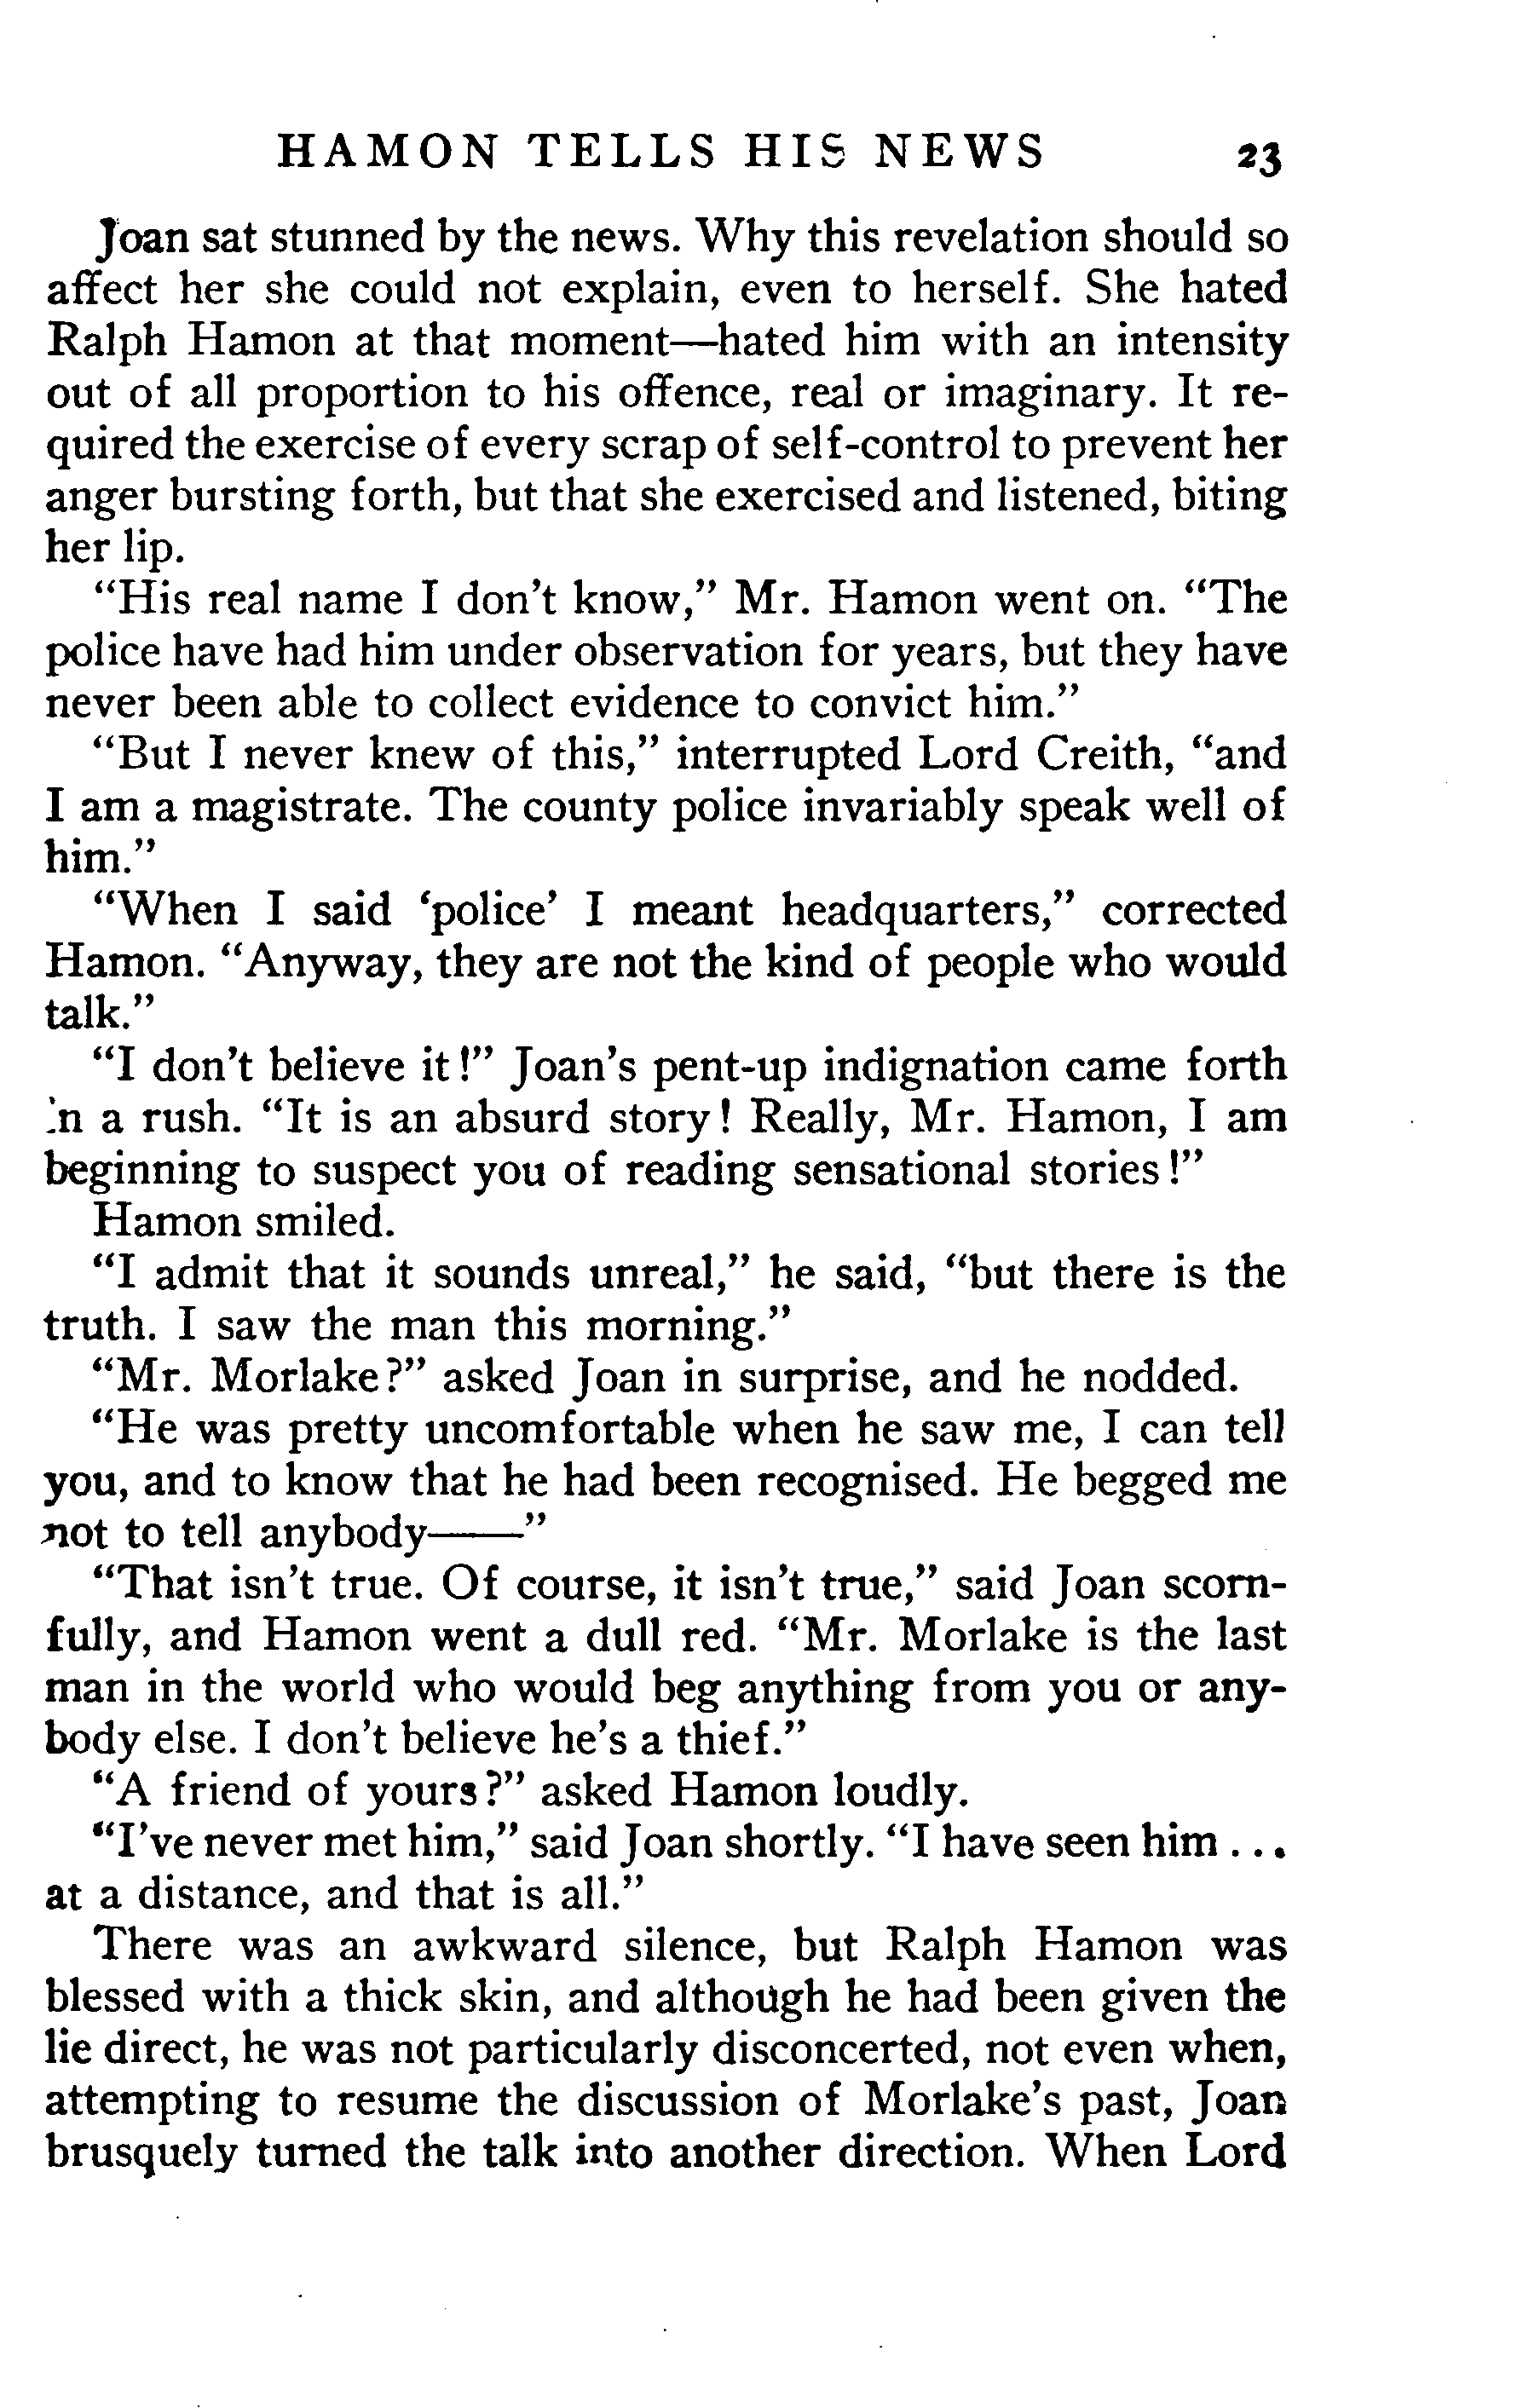 HAMON TELLS HIS NEWS 23
Joan sat stunned by the news. Why this revelation should so
affect her she could not explain, even to herself. She hated
Ralph Hamon at that moment—hated him with an intensity
out of all proportion to his offence, real or imaginary. It re-
quired the exercise of every scrap of self-control to prevent her
anger bursting forth, but that she exercised and listened, biting
her lip.
“His real name I don’t know,” Mr. Hamon went on. “The
police have had him under observation for years, but they have
never been able to collect evidence to convict him.”
“But I never knew of this,” interrupted Lord Creith, “and
I am a magistrate. The county police invariably speak well of
him.”
“When I said ‘police’ I meant headquarters,” corrected
Hamon. “Anyway, they are not the kind of people who would
talk.”
“I don’t believe it!” Joan’s pent-up indignation came forth
in a rush. “It is an absurd story! Really, Mr. Hamon, I am
beginning to suspect you of reading sensational stories!”
Hamon smiled.
“I admit that it sounds unreal,” he said, “but there is the
truth. I saw the man this morning.”
“Mr. Morlake?” asked Joan in surprise, and he nodded.
“He was pretty uncomfortable when he saw me, I can tell
you, and to know that he had been recognised. He begged me
not to tell anybody——”
“That isn’t true. Of course, it isn’t true,” said Joan scorn-
fully, and Hamon went a dull red. “Mr. Morlake is the last
man in the world who would beg anything from you or any-
body else. I don’t believe he’s a thief.”
“A friend of yours?” asked Hamon loudly.
“I’ve never met him,” said Joan shortly. “I have seen him ...
at a distance, and that is all.”
There was an awkward silence, but Ralph Hamon was
blessed with a thick skin, and although he had been given the
lie direct, he was not particularly disconcerted, not even when,
attempting to resume the discussion of Morlake’s past, Joan
brusquely turned the talk into another direction. When Lord